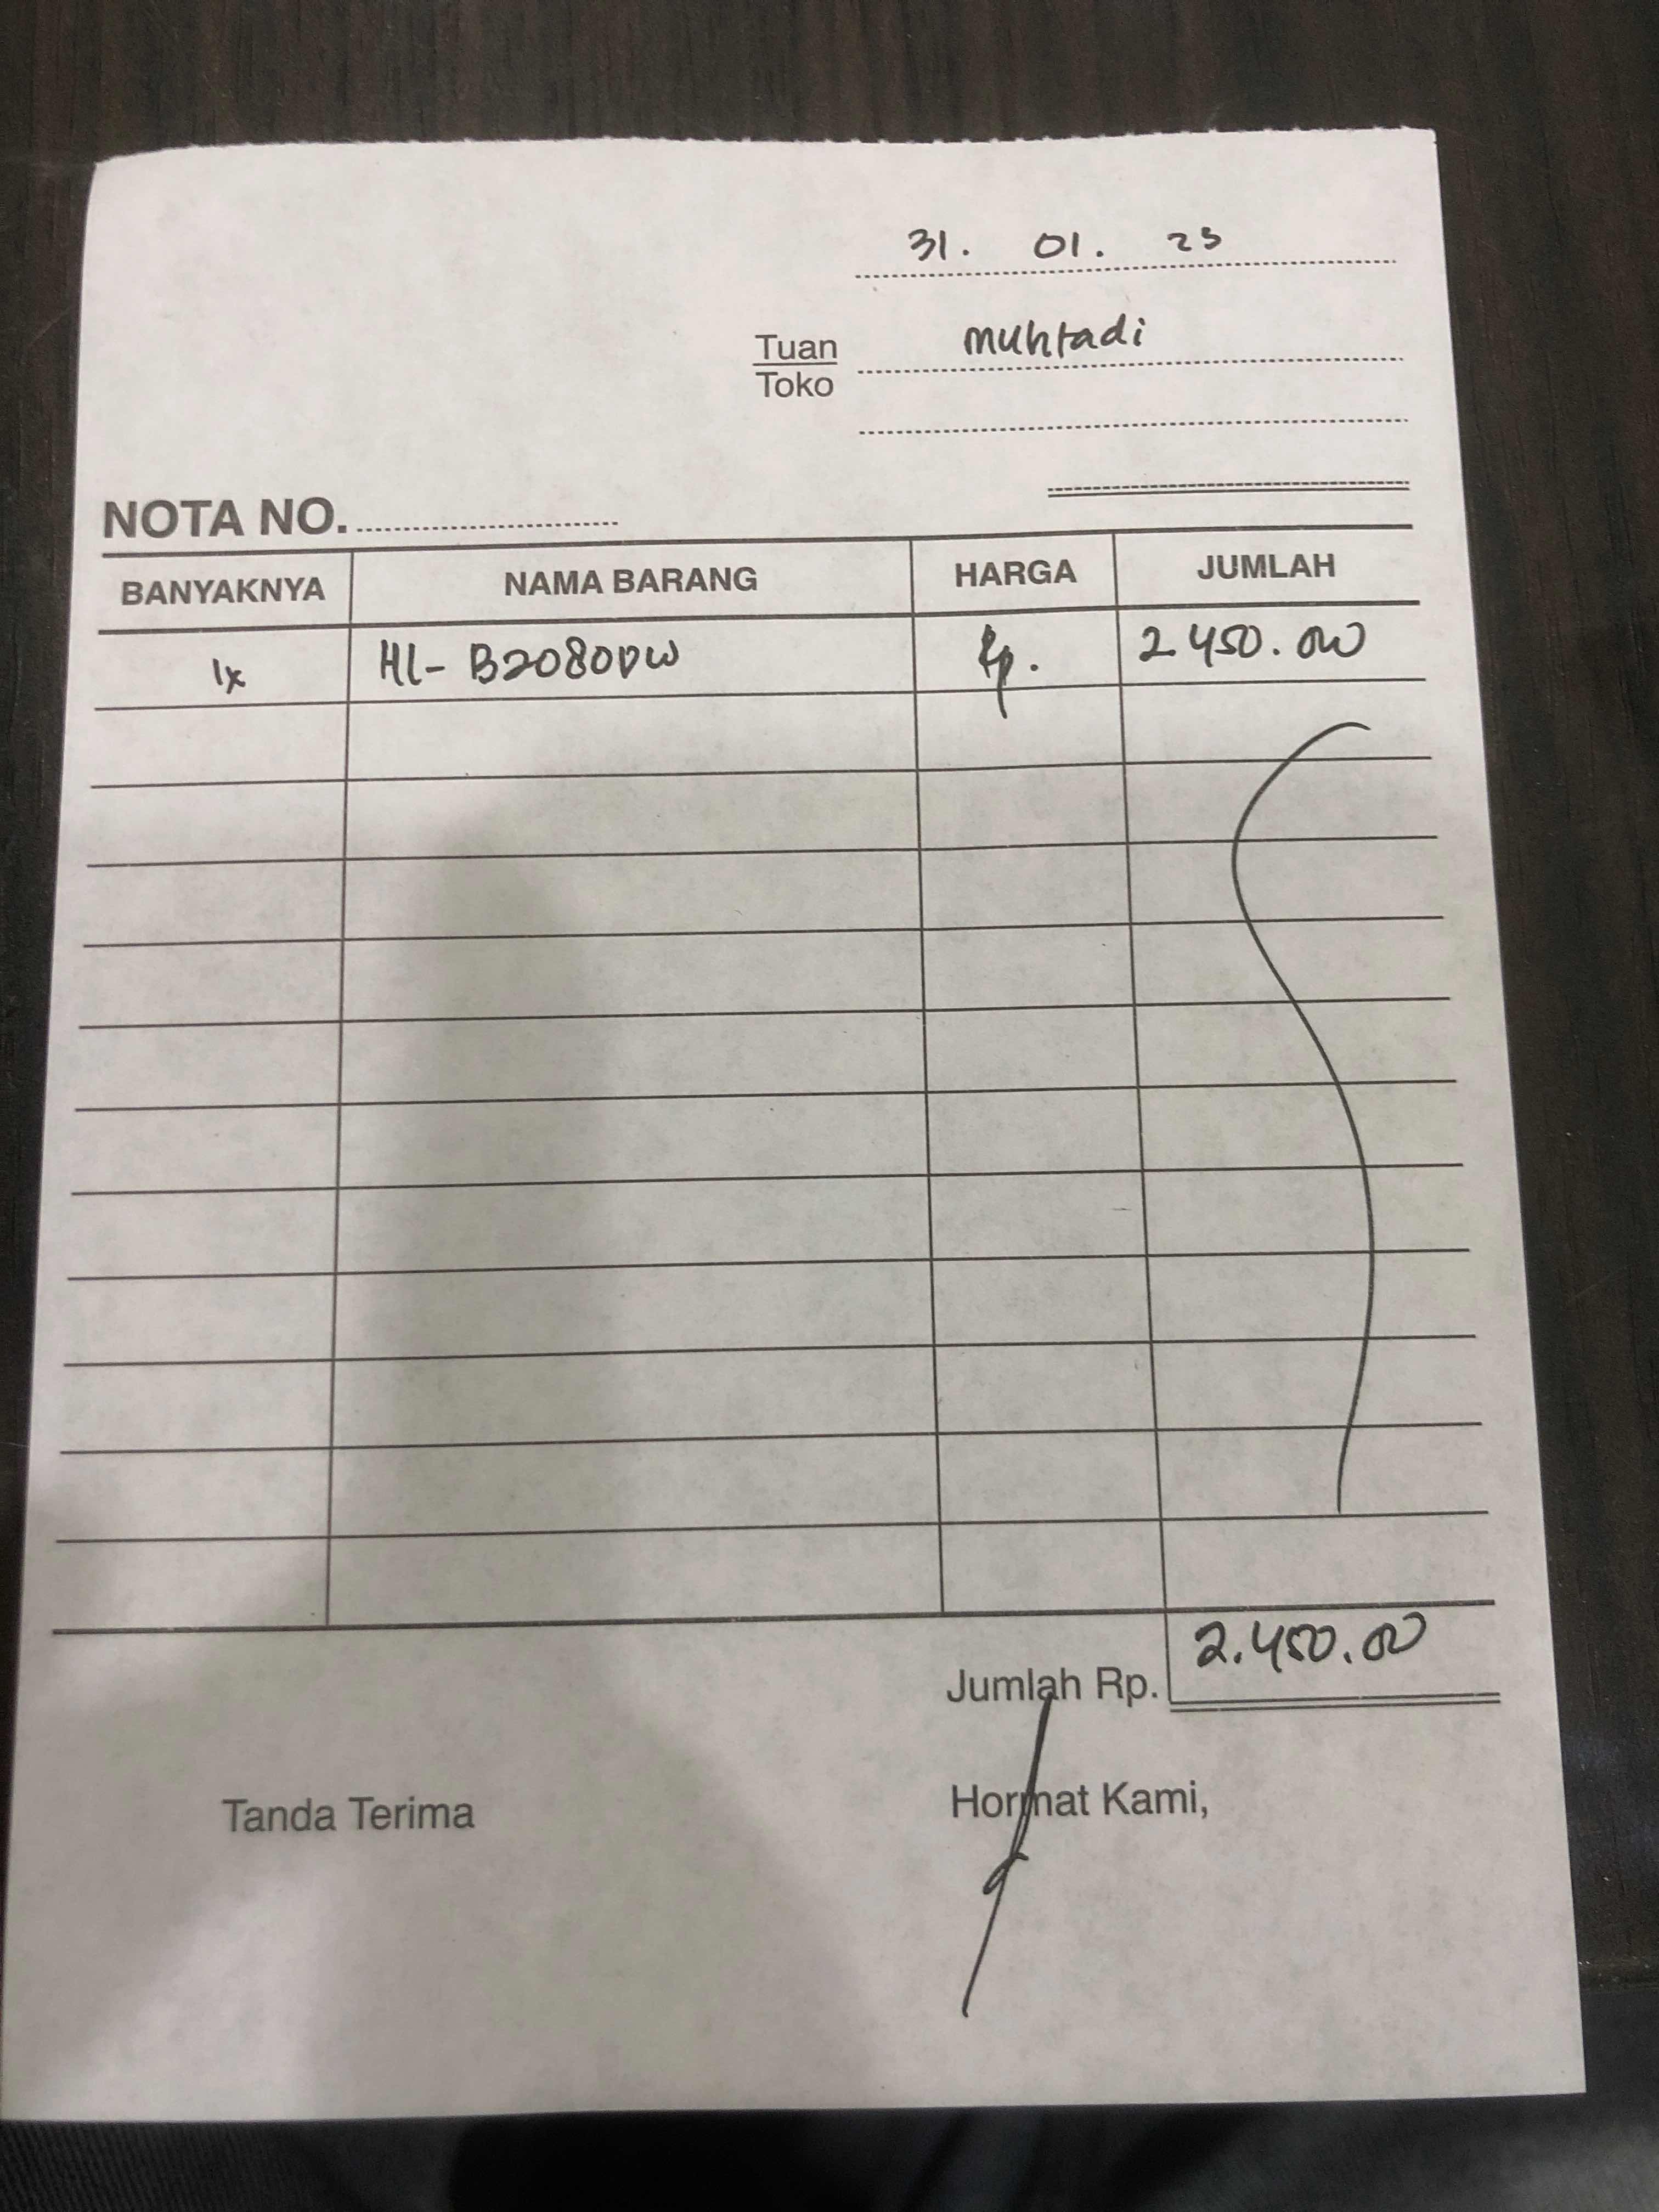 31. 01. 25
Tuan muhtadi
Toko
NOTA NO.
BANYAKNYA NAMA BARANG HARGA JUMLAH
1x HL-B2080DW Rp. 2.450.000
Jumlah Rp. 2.450.000
Tanda Terima Hormat Kami,